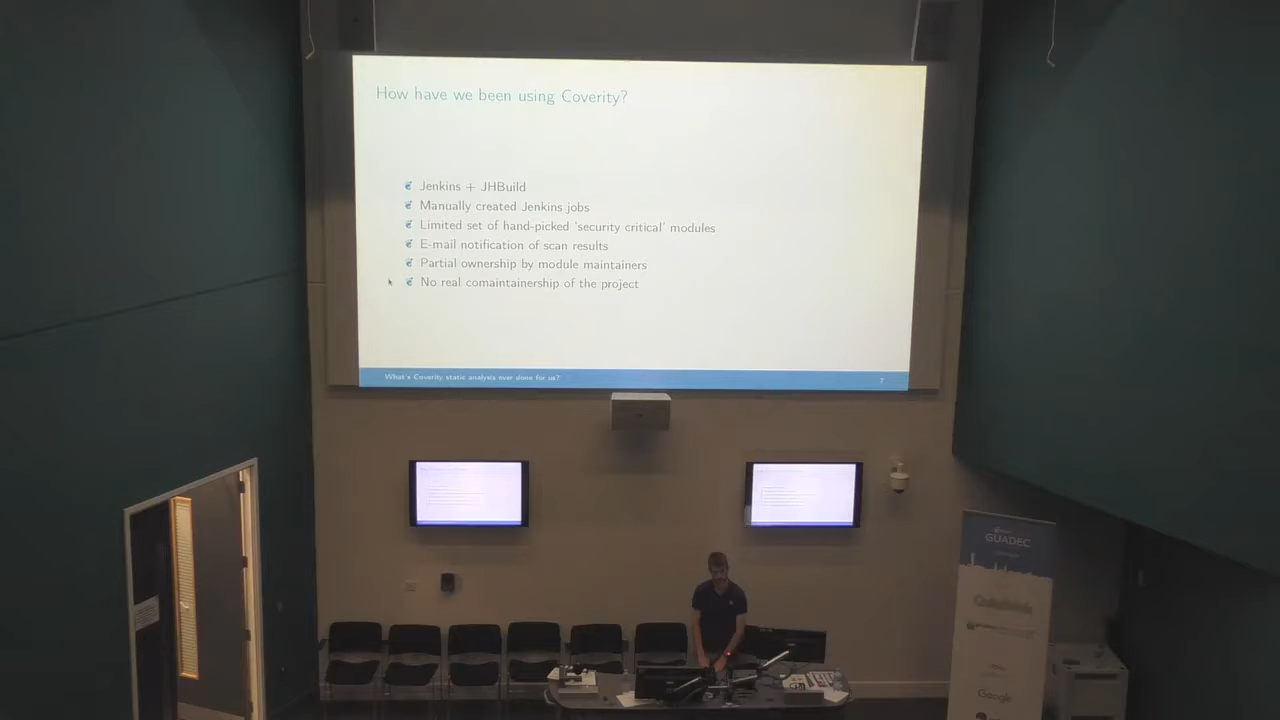 How have we been using Coverity?
Jenkins + JHBuild
Manually created Jenkins jobs
Limited set of hand-picked 'security critical' modules
E-mail notification of scan results
Partial ownership by module maintainers
No real comaintainership of the project
What's Coverity static analysis ever done for us?
7
GUADEC
Google